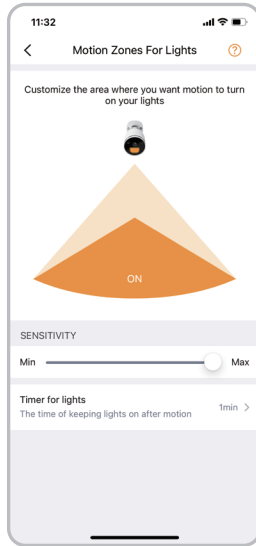 11:32
Motion Zones For Lights
?
Customize the area where you want motion to turn
on your lights
ON
SENSITIVITY
Min
Max
Timer for lights
The time of keeping lights on after motion
1min